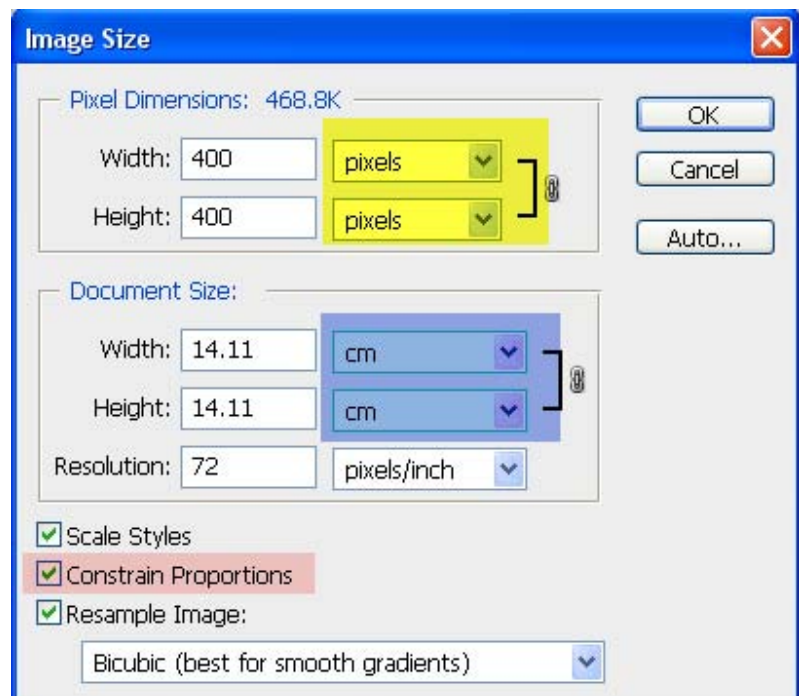 Image Size
Pixel Dimensions: 468.8K
OK
Width: 400 pixels
Cancel
Height: 400 pixels
Auto...
Document Size:
Width: 14.11 cm
Height: 14.11 cm
Resolution: 72 pixels/inch
Scale Styles
Constrain Proportions
Resample Image:
Bicubic (best for smooth gradients)